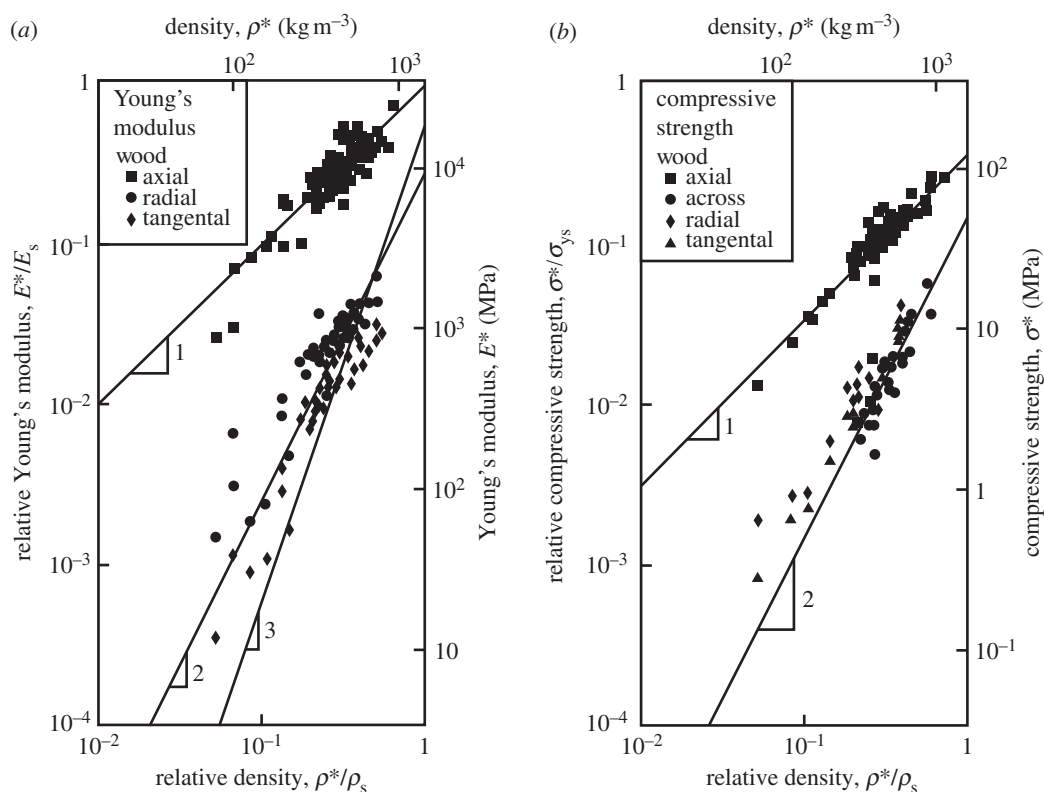 (a)
density, ρ* (kg m–3)
10²
10³
1
10–1
10–2
10–3
10–4
relative Young's modulus, E*/Es
Young's
modulus
wood
axial
radial
tangental
1
2
3
10⁴
10³
10²
10
Young's modulus, E* (MPa)
10–2
10–1
1
relative density, ρ*/ρs
(b)
density, ρ* (kg m–3)
10²
10³
1
10–1
10–2
10–3
10–4
relative compressive strength, σ*/σys
compressive
strength
wood
axial
across
radial
tangental
1
2
10²
10
1
10–1
compressive strength, σ* (MPa)
10–2
10–1
1
relative density, ρ*/ρs